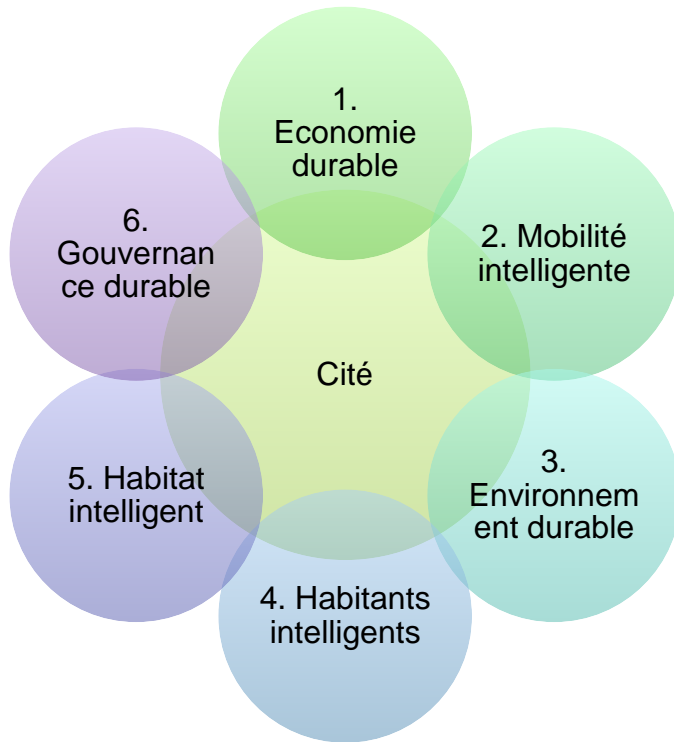 1.
Economie
durable
2. Mobilité
intelligente
3.
Environnem
ent durable
4. Habitants
intelligents
5. Habitat
intelligent
6.
Gouvernan
ce durable
Cité